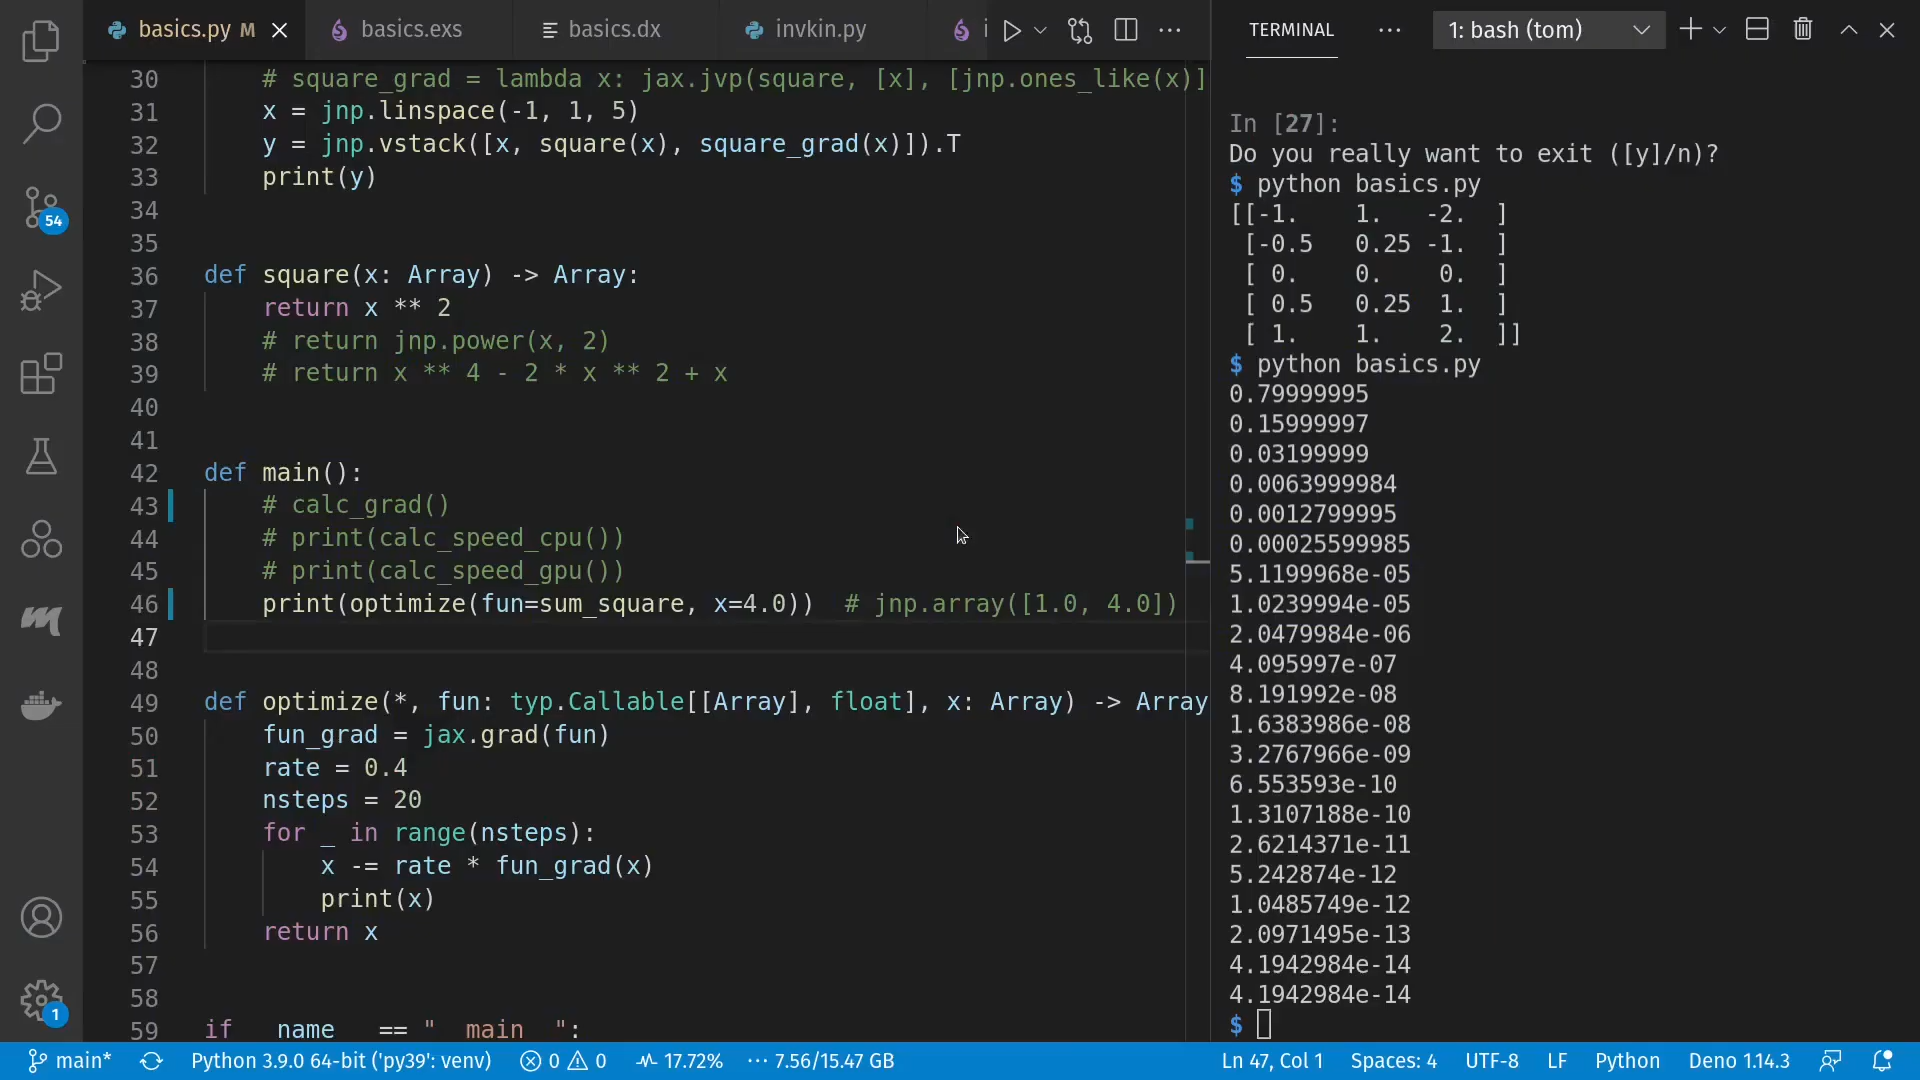 basics.py M
basics.exs
basics.dx
invkin.py
30 # square_grad = lambda x: jax.jvp(square, [x], [jnp.ones_like(x)]
31 x = jnp.linspace(-1, 1, 5)
32 y = jnp.vstack([x, square(x), square_grad(x)]).T
33 print(y)
34
35
36 def square(x: Array) -> Array:
37 return x ** 2
38 # return jnp.power(x, 2)
39 # return x ** 4 - 2 * x ** 2 + x
40
41
42 def main():
43 # calc_grad()
44 # print(calc_speed_cpu())
45 # print(calc_speed_gpu())
46 print(optimize(fun=sum_square, x=4.0)) # jnp.array([1.0, 4.0])
47
48
49 def optimize(*, fun: typ.Callable[[Array], float], x: Array) -> Array
50 fun_grad = jax.grad(fun)
51 rate = 0.4
52 nsteps = 20
53 for _ in range(nsteps):
54 x -= rate * fun_grad(x)
55 print(x)
56 return x
57
58
59 if __name__ == "__main__":
54
1
TERMINAL
1: bash (tom)
In [27]:
Do you really want to exit ([y]/n)?
$ python basics.py
[[-1. 1. -2. ]
[-0.5 0.25 -1. ]
[ 0. 0. 0. ]
[ 0.5 0.25 1. ]
[ 1. 1. 2. ]]
$ python basics.py
0.79999995
0.15999997
0.03199999
0.0063999984
0.0012799995
0.00025599985
5.1199968e-05
1.0239994e-05
2.0479984e-06
4.095997e-07
8.191992e-08
1.6383986e-08
3.2767966e-09
6.553593e-10
1.3107188e-10
2.6214371e-11
5.242874e-12
1.0485749e-12
2.0971495e-13
4.1942984e-14
4.1942984e-14
$
main* Python 3.9.0 64-bit ('py39': venv) 0 0 17.72% 7.56/15.47 GB Ln 47, Col 1 Spaces: 4 UTF-8 LF Python Deno 1.14.3